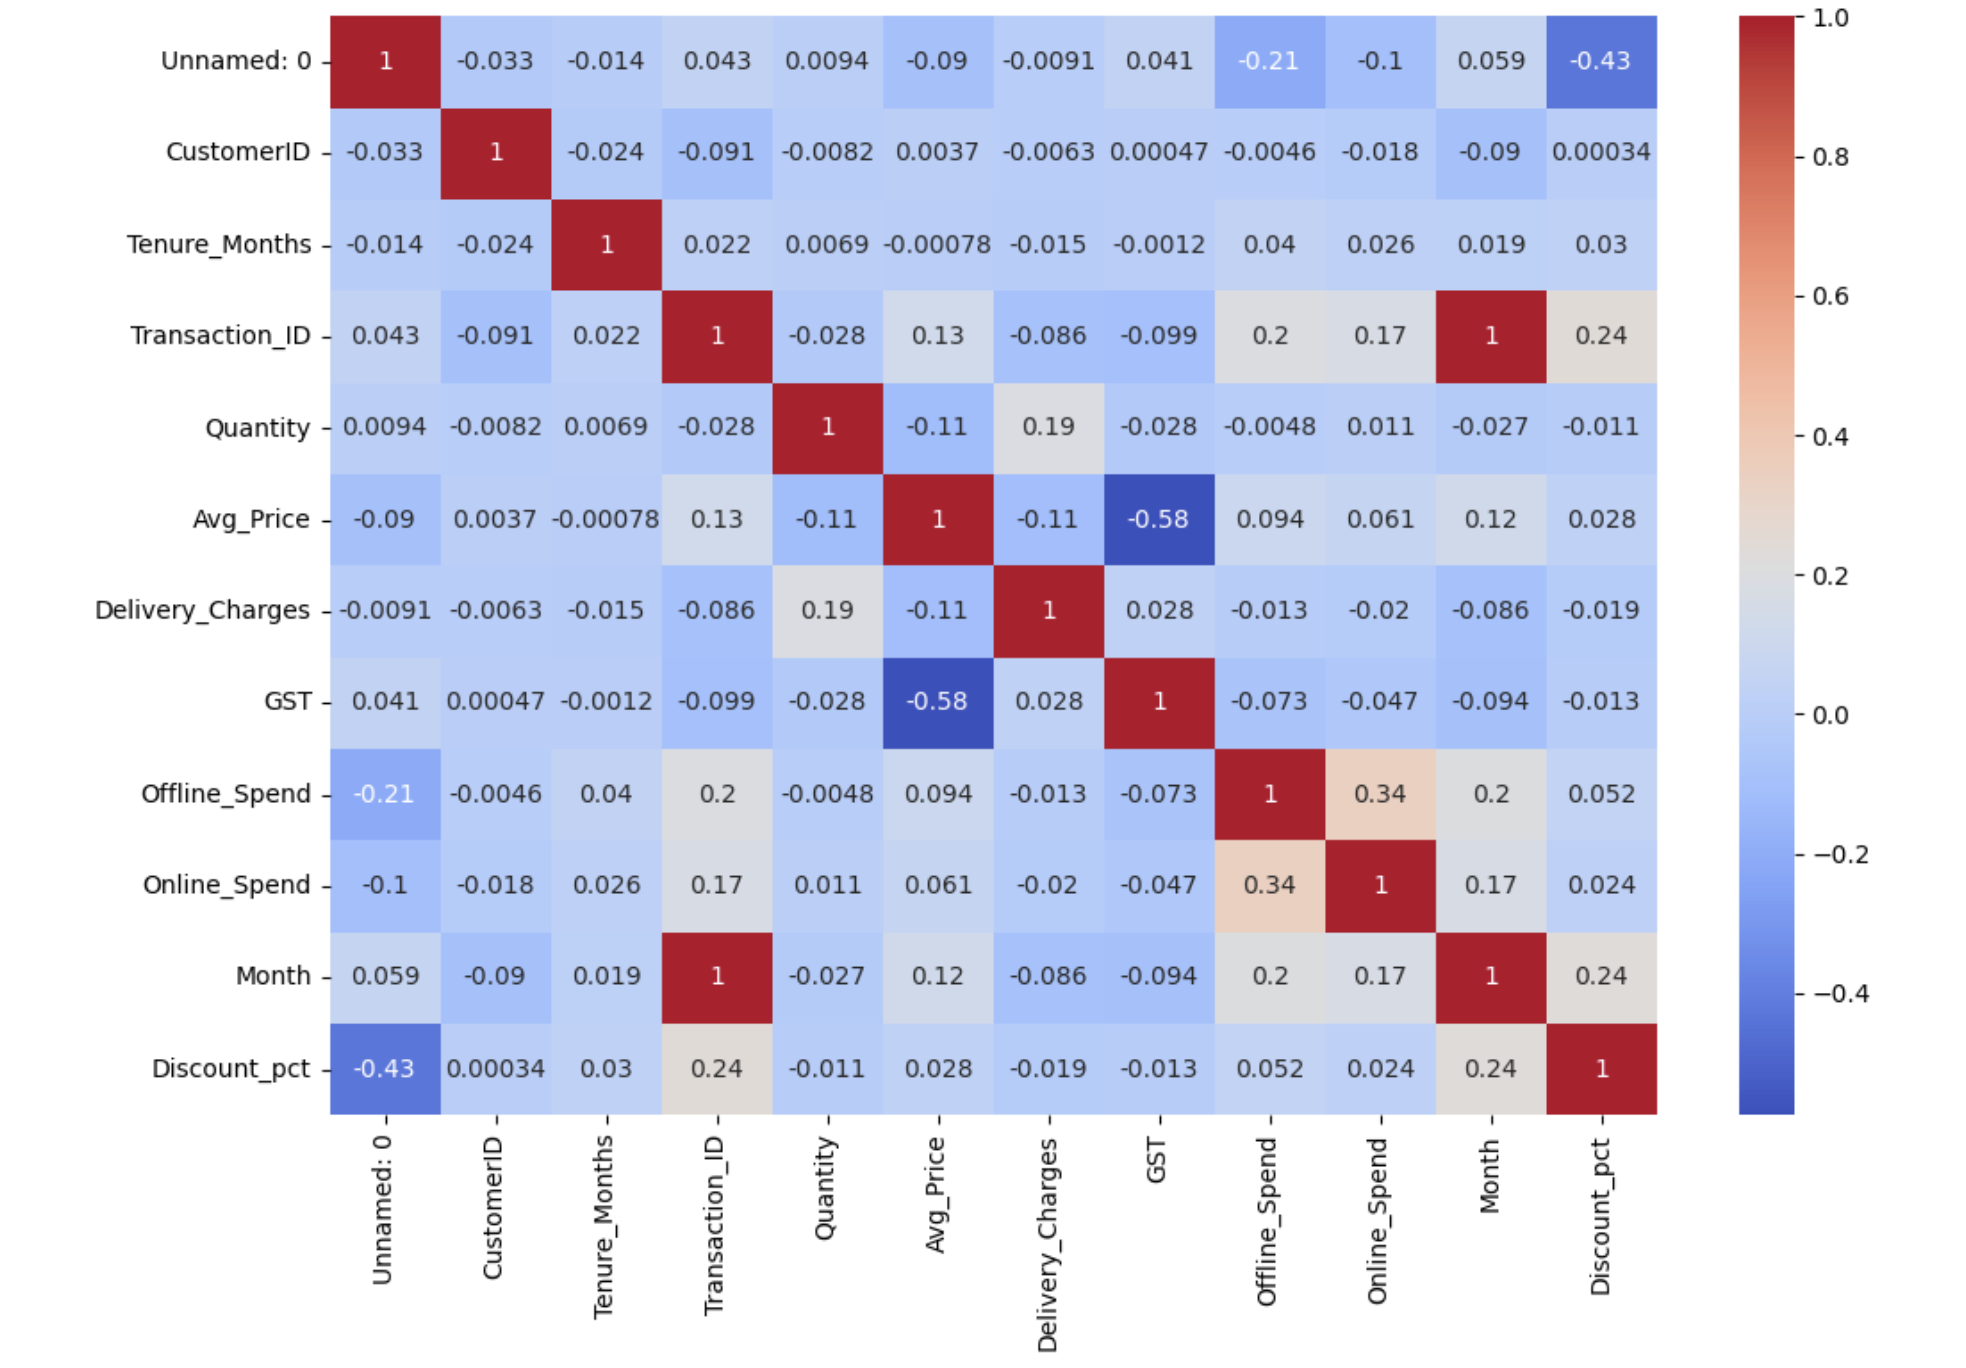 Unnamed: 0 1 -0.033 -0.014 0.043 0.0094 -0.09 -0.0091 0.041 -0.21 -0.1 0.059 -0.43
CustomerID -0.033 1 -0.024 -0.091 -0.0082 0.0037 -0.0063 0.00047 -0.0046 -0.018 -0.09 0.00034
Tenure_Months -0.014 -0.024 1 0.022 0.0069 -0.00078 -0.015 -0.0012 0.04 0.026 0.019 0.03
Transaction_ID 0.043 -0.091 0.022 1 -0.028 0.13 -0.086 -0.099 0.2 0.17 1 0.24
Quantity 0.0094 -0.0082 0.0069 -0.028 1 -0.11 0.19 -0.028 -0.0048 0.011 -0.027 -0.011
Avg_Price -0.09 0.0037 -0.00078 0.13 -0.11 1 -0.11 -0.58 0.094 0.061 0.12 0.028
Delivery_Charges -0.0091 -0.0063 -0.015 -0.086 0.19 -0.11 1 0.028 -0.013 -0.02 -0.086 -0.019
GST 0.041 0.00047 -0.0012 -0.099 -0.028 -0.58 0.028 1 -0.073 -0.047 -0.094 -0.013
Offline_Spend -0.21 -0.0046 0.04 0.2 -0.0048 0.094 -0.013 -0.073 1 0.34 0.2 0.052
Online_Spend -0.1 -0.018 0.026 0.17 0.011 0.061 -0.02 -0.047 0.34 1 0.17 0.024
Month 0.059 -0.09 0.019 1 -0.027 0.12 -0.086 -0.094 0.2 0.17 1 0.24
Discount_pct -0.43 0.00034 0.03 0.24 -0.011 0.028 -0.019 -0.013 0.052 0.024 0.24 1
Unnamed: 0
CustomerID
Tenure_Months
Transaction_ID
Quantity
Avg_Price
Delivery_Charges
GST
Offline_Spend
Online_Spend
Month
Discount_pct
1.0
0.8
0.6
0.4
0.2
0.0
−0.2
−0.4